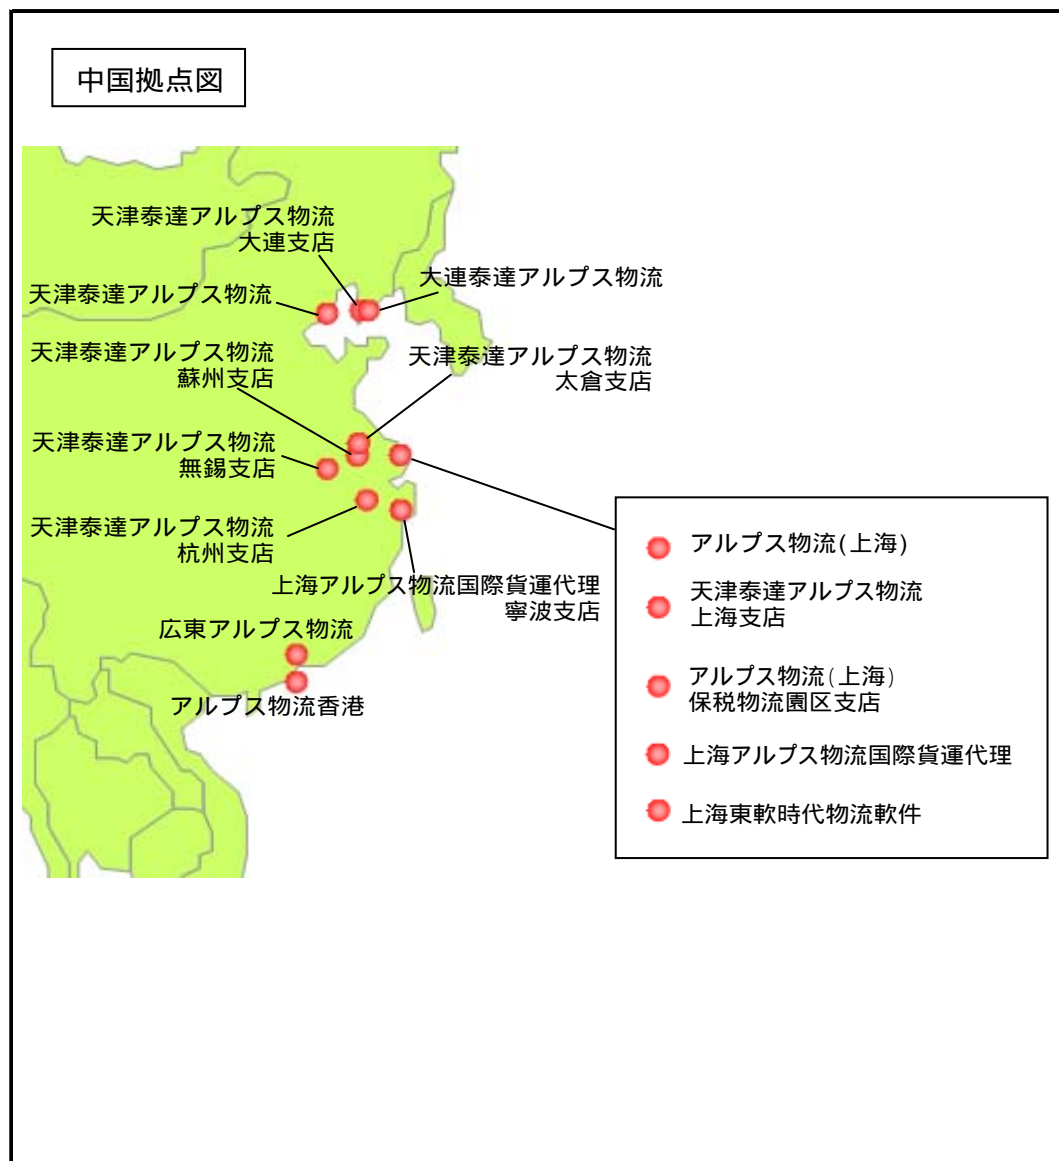 中国拠点図
天津泰達アルプス物流
大連支店
大連泰達アルプス物流
天津泰達アルプス物流
天津泰達アルプス物流
蘇州支店
天津泰達アルプス物流
太倉支店
天津泰達アルプス物流
無錫支店
天津泰達アルプス物流
杭州支店
上海アルプス物流国際貨運代理
寧波支店
広東アルプス物流
アルプス物流香港
アルプス物流(上海)
天津泰達アルプス物流
上海支店
アルプス物流(上海)
保税物流園区支店
上海アルプス物流国際貨運代理
上海東軟時代物流軟件